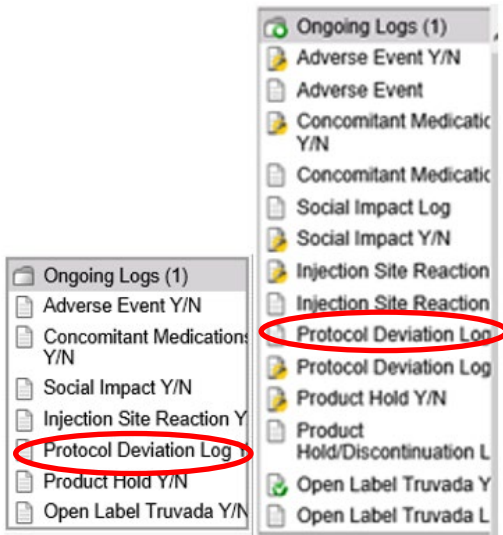 Ongoing Logs (1)
Adverse Event Y/N
Concomitant Medications
Y/N
Social Impact Y/N
Injection Site Reaction Y
Protocol Deviation Log Y
Product Hold Y/N
Open Label Truvada Y/N
Ongoing Logs (1)
Adverse Event Y/N
Adverse Event
Concomitant Medicatic
Y/N
Concomitant Medicatic
Social Impact Log
Social Impact Y/N
Injection Site Reaction
Injection Site Reaction
Protocol Deviation Log
Protocol Deviation Log
Product Hold Y/N
Product
Hold/Discontinuation L
Open Label Truvada Y
Open Label Truvada L